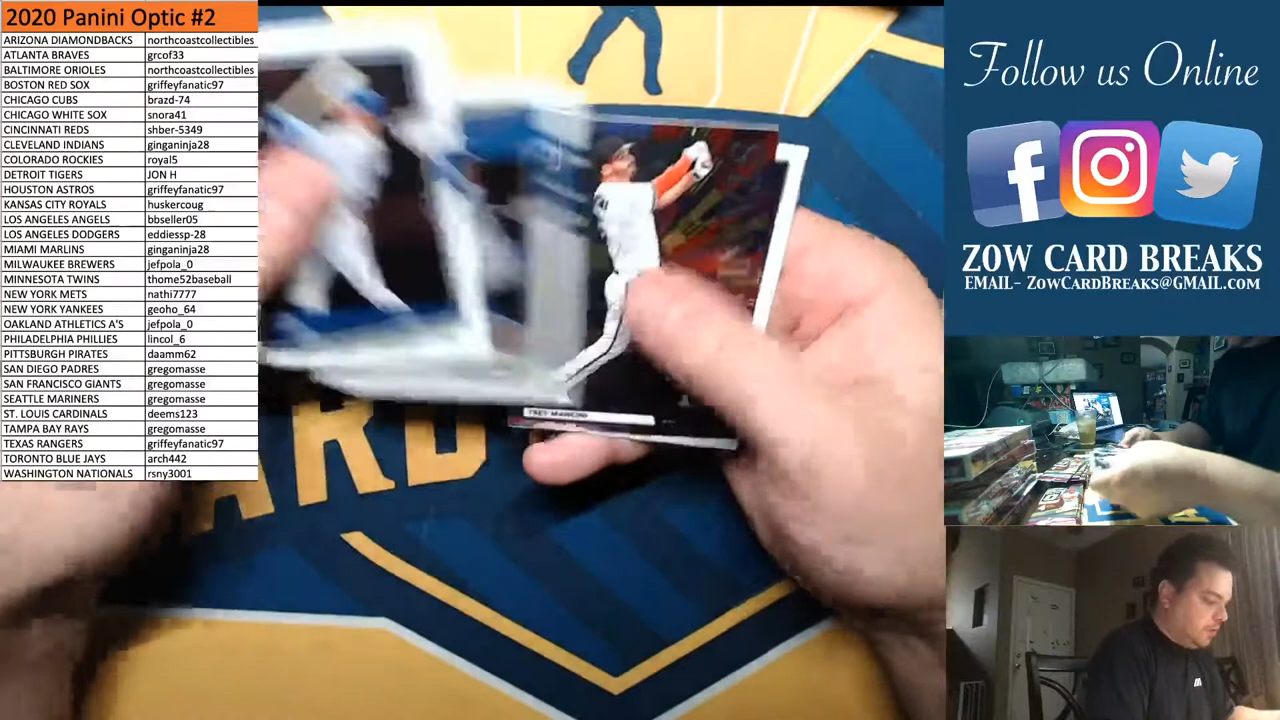 2020 Panini Optic #2
ARIZONA DIAMONDBACKS northcoastcollectibles
ATLANTA BRAVES grcof33
BALTIMORE ORIOLES northcoastcollectibles
BOSTON RED SOX griffeyfanatic97
CHICAGO CUBS brazd-74
CHICAGO WHITE SOX snora41
CINCINNATI REDS shber-5349
CLEVELAND INDIANS ginganinja28
COLORADO ROCKIES royal5
DETROIT TIGERS JON H
HOUSTON ASTROS griffeyfanatic97
KANSAS CITY ROYALS huskercoug
LOS ANGELES ANGELS bbseller05
LOS ANGELES DODGERS eddiessp-28
MIAMI MARLINS ginganinja28
MILWAUKEE BREWERS jefpola_0
MINNESOTA TWINS thome52baseball
NEW YORK METS nathi7777
NEW YORK YANKEES geoho_64
OAKLAND ATHLETICS A'S jefpola_0
PHILADELPHIA PHILLIES lincol_6
PITTSBURGH PIRATES daamm62
SAN DIEGO PADRES gregomasse
SAN FRANCISCO GIANTS gregomasse
SEATTLE MARINERS gregomasse
ST. LOUIS CARDINALS deems123
TAMPA BAY RAYS gregomasse
TEXAS RANGERS griffeyfanatic97
TORONTO BLUE JAYS arch442
WASHINGTON NATIONALS rsny3001
TREY MANCINI
ARD
Follow us Online
ZOW CARD BREAKS
EMAIL- ZOWCARDBREAKS@GMAIL.COM